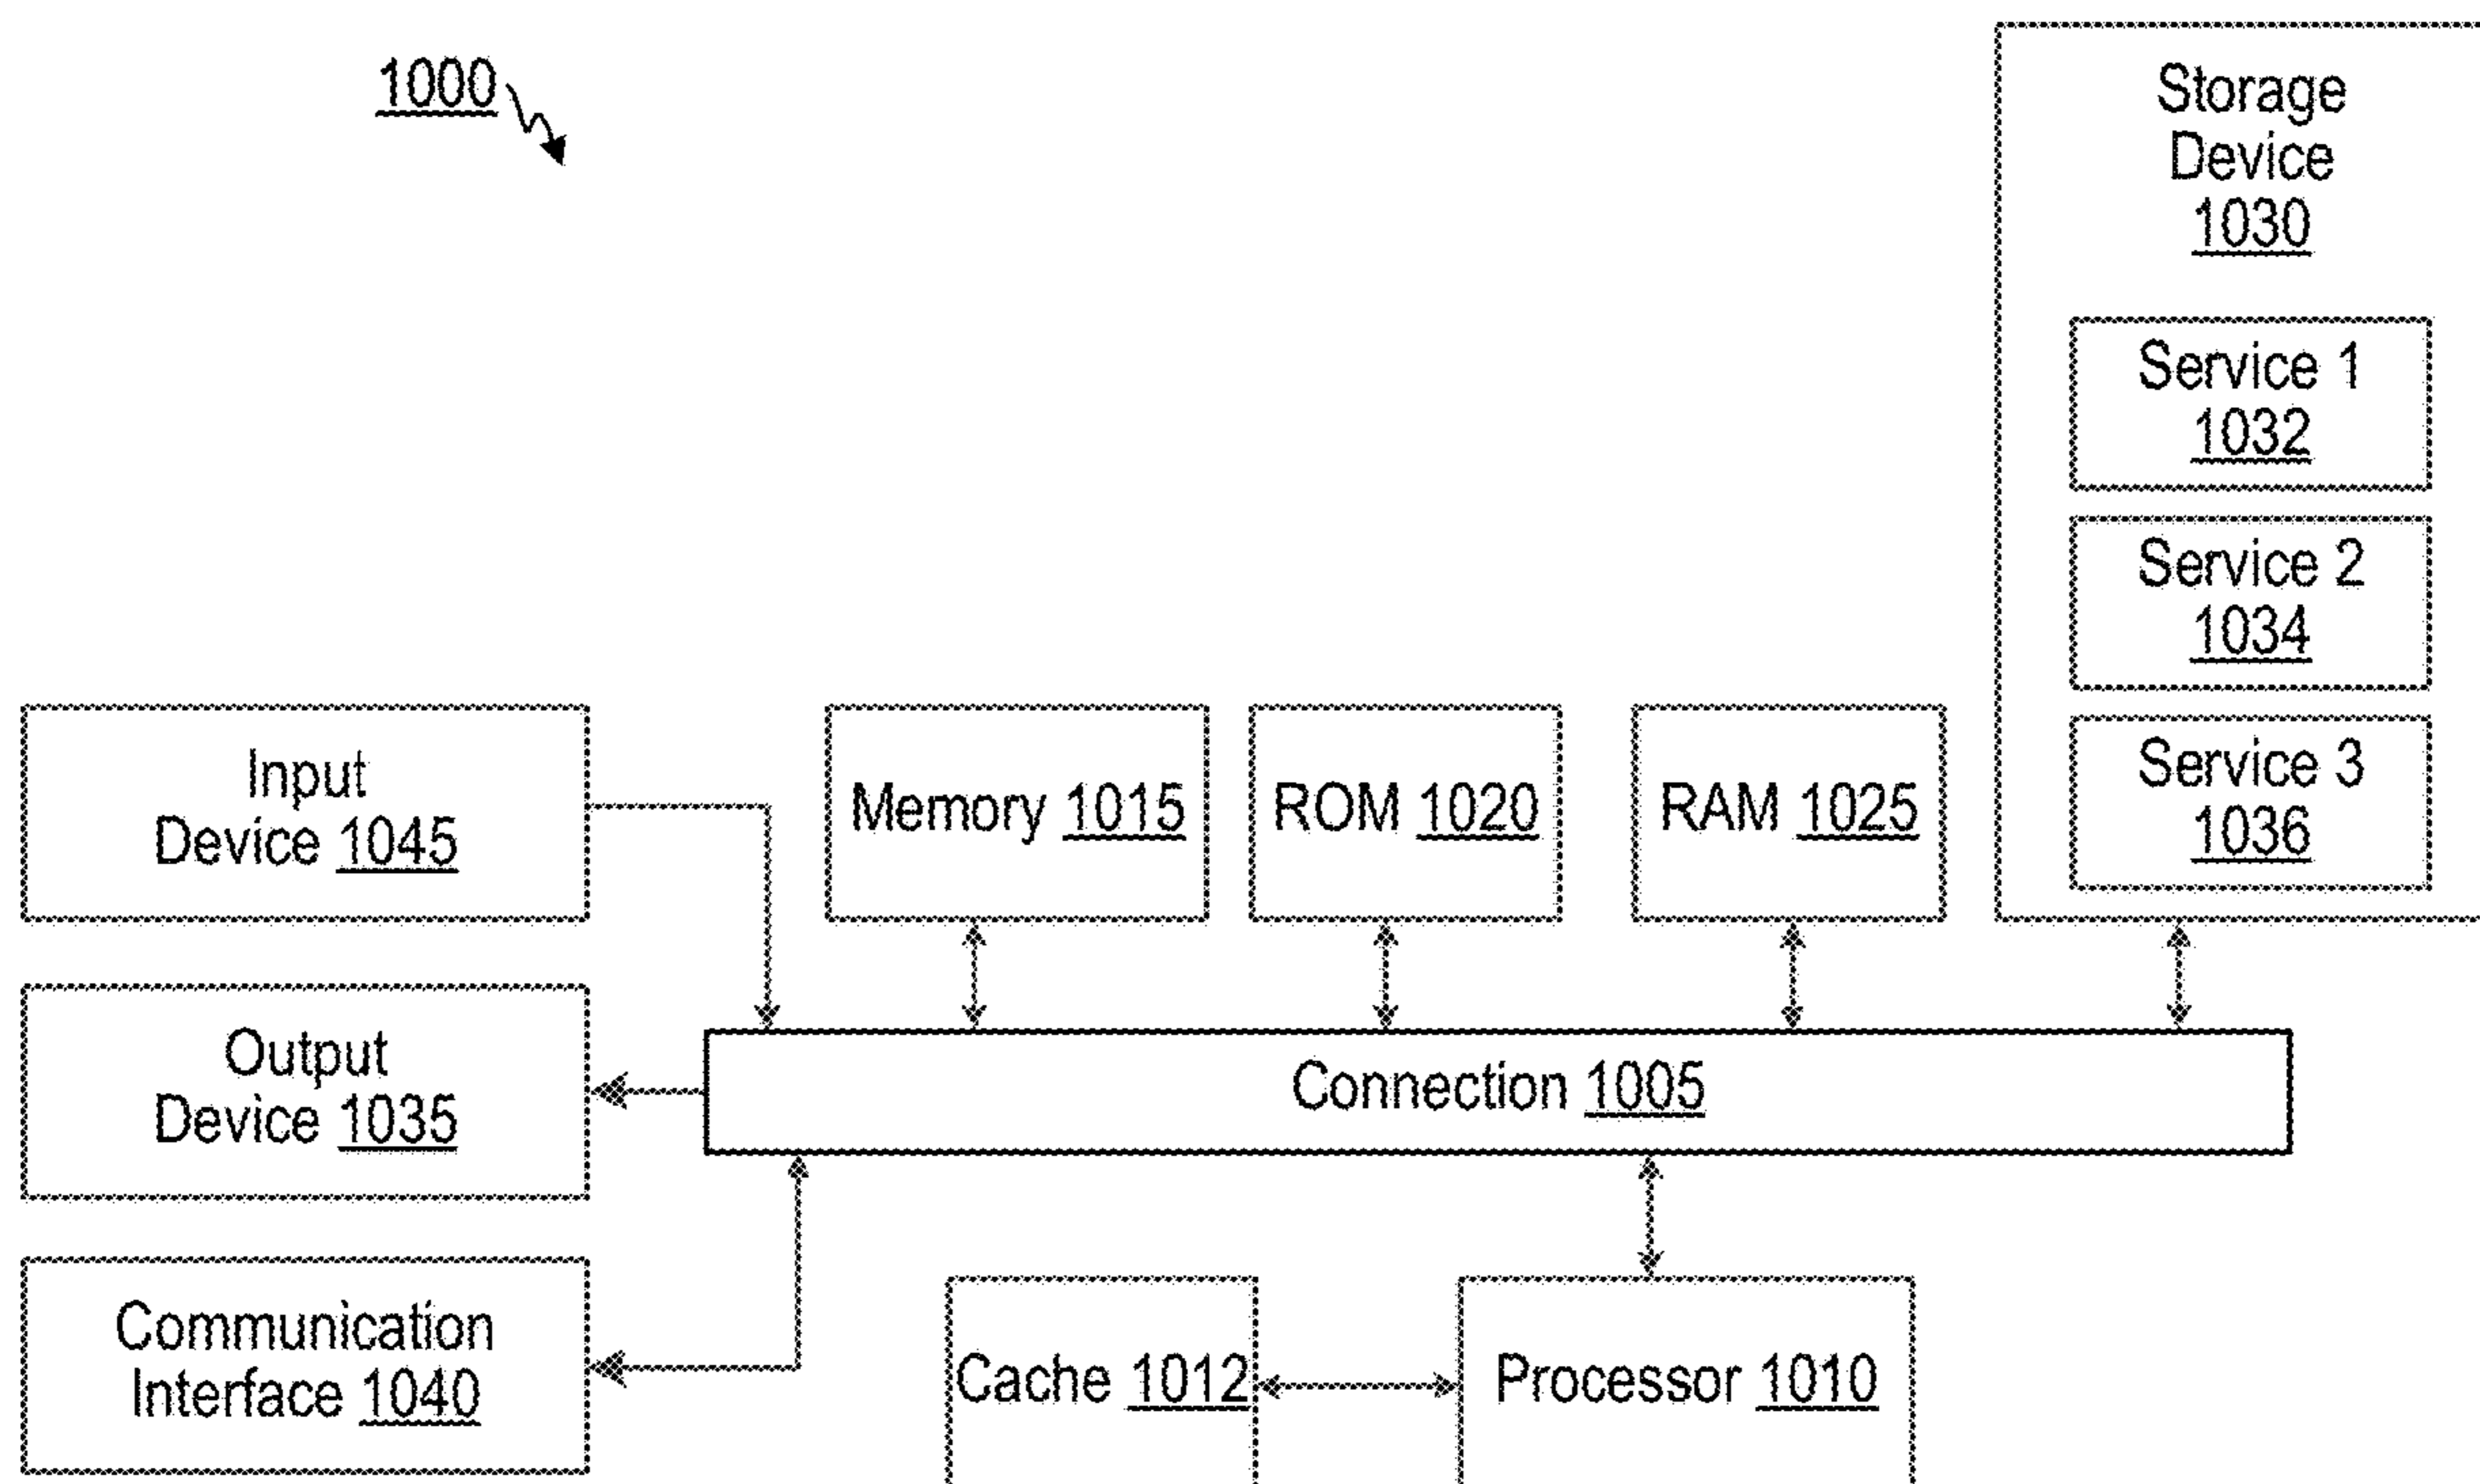 1000
Storage
Device
1030
Service 1
1032
Service 2
1034
Service 3
1036
Input
Device 1045
Memory 1015
ROM 1020
RAM 1025
Output
Device 1035
Connection 1005
Communication
Interface 1040
Cache 1012
Processor 1010